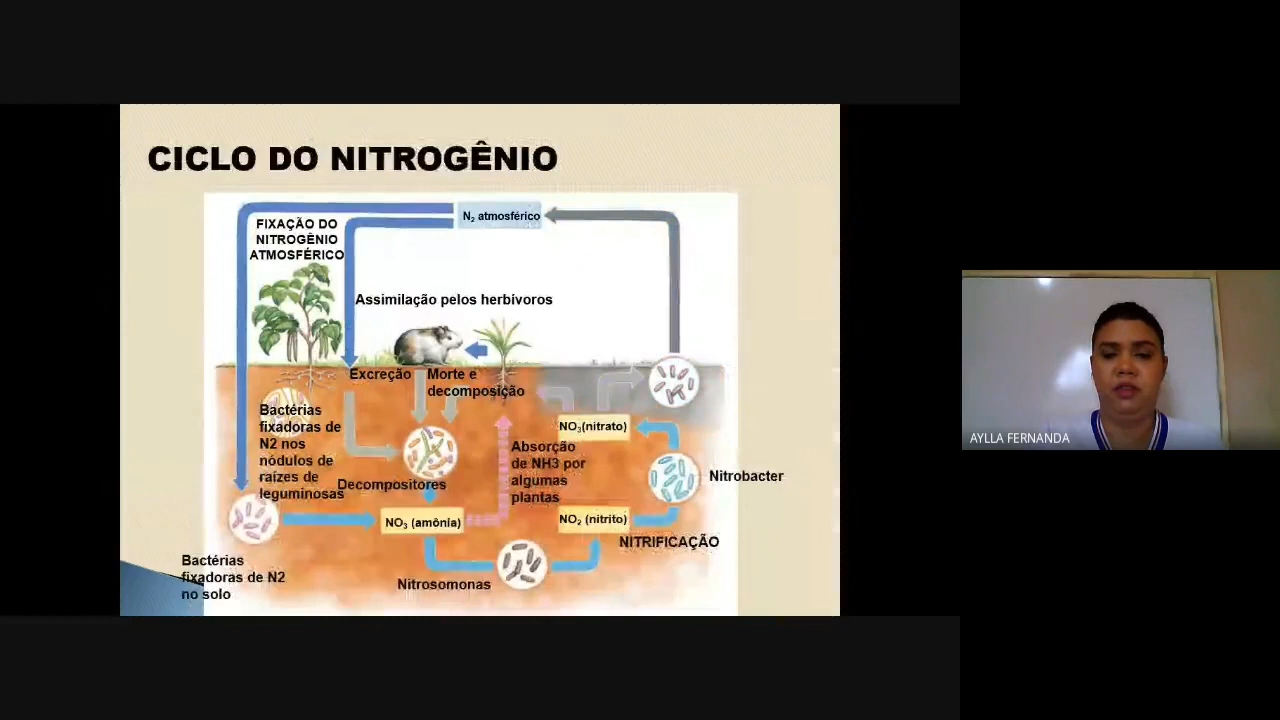 CICLO DO NITROGÊNIO
N2 atmosférico
FIXAÇÃO DO
NITROGÊNIO
ATMOSFÉRICO
Assimilação pelos herbívoros
Excreção
Morte e
decomposição
Bactérias
fixadoras de
N2 nos
nódulos de
raízes de
leguminosas
NO3(nitrato)
Absorção
de NH3 por
algumas
plantas
Decompositores
Nitrobacter
NO3 (amônia)
NO2 (nitrito)
NITRIFICAÇÃO
Bactérias
fixadoras de N2
no solo
Nitrosomonas
AYLLA FERNANDA